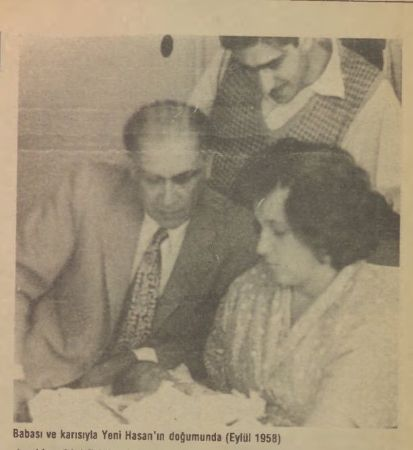 Babası ve karısıyla Yeni Hasan'ın doğumunda (Eylül 1958)